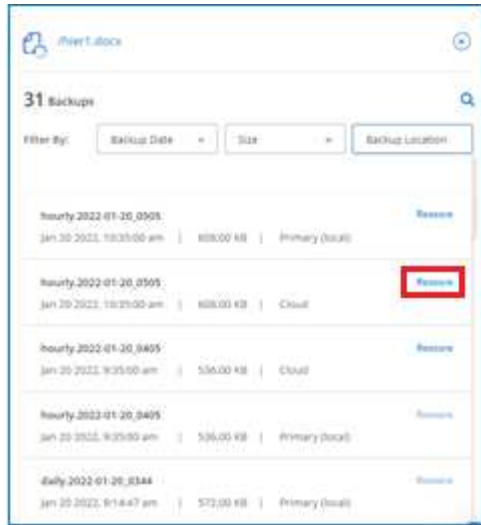 /hier1.docx
31 Backups
Filter By: Backup Date Size Backup Location
hourly.2022-01-20_0505 Restore
Jan 20 2022, 10:35:00 am | 608.00 KB | Primary (local)
hourly.2022-01-20_0505 Restore
Jan 20 2022, 10:35:00 am | 608.00 KB | Cloud
hourly.2022-01-20_0405 Restore
Jan 20 2022, 9:35:00 am | 536.00 KB | Cloud
hourly.2022-01-20_0405 Restore
Jan 20 2022, 9:35:00 am | 536.00 KB | Primary (local)
daily.2022-01-20_0344 Restore
Jan 20 2022, 9:14:47 am | 572.00 KB | Primary (local)